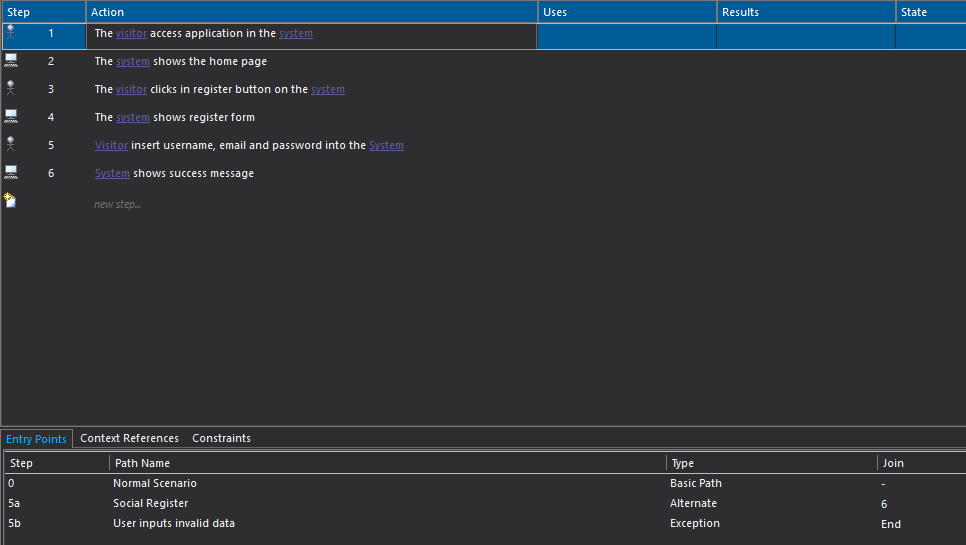 Step Action Uses Results State
1 The visitor access application in the system
2 The system shows the home page
3 The visitor clicks in register button on the system
4 The system shows register form
5 Visitor insert username, email and password into the System
6 System shows success message
new step...
Entry Points Context References Constraints
Step Path Name Type Join
0 Normal Scenario Basic Path -
5a Social Register Alternate 6
5b User inputs invalid data Exception End